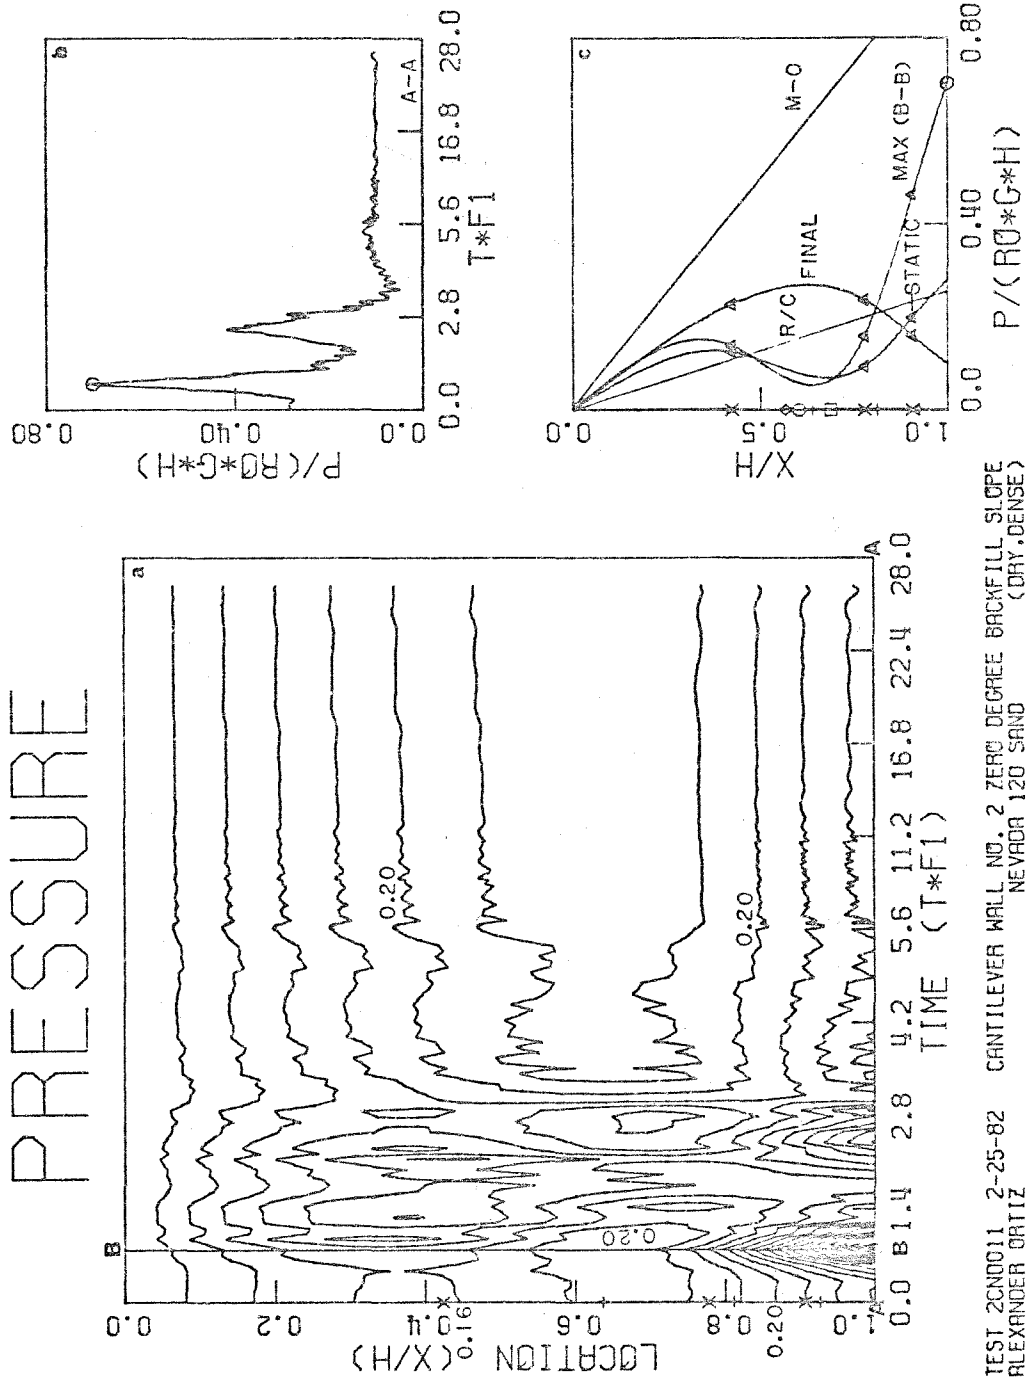 PRESSURE
a
B
LOCATION (X/H)
0.0
0.2
0.4
0.6
0.8
1.0
0.16
0.20
0.20
0.20
0.20
A
A
0.0 B 1.4 2.8 4.2 5.6 11.2 16.8 22.4 28.0
TIME (T*F1)
b
P/(RO*G*H)
0.80
0.40
0.0
A-A
0.0 2.8 5.6 16.8 28.0
T*F1
c
X/H
0.0
0.5
1.0
M-O
R/C
FINAL
STATIC
MAX (B-B)
0.0 0.40 0.80
P/(RO*G*H)
TEST 2CN0011 2-25-82 CANTILEVER WALL NO. 2 ZERO DEGREE BACKFILL SLOPE
ALEXANDER ORTIZ NEVADA 120 SAND (DRY,DENSE)